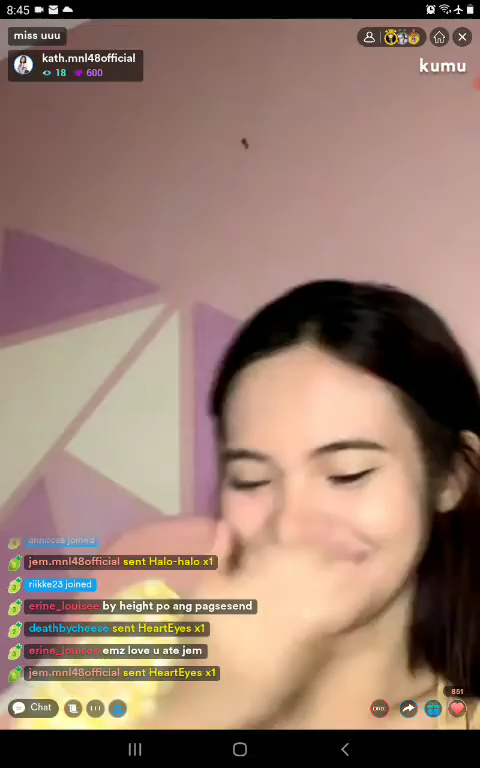 8:45
miss uuu
kath.mnl48official
18 600
kumu
annirose joined
jem.mnl48official sent Halo-halo x1
riikke23 joined
erine_louisee by height po ang pagsesend
deathbycheese sent HeartEyes x1
erine_louisee emz love u ate jem
jem.mnl48official sent HeartEyes x1
851
Chat